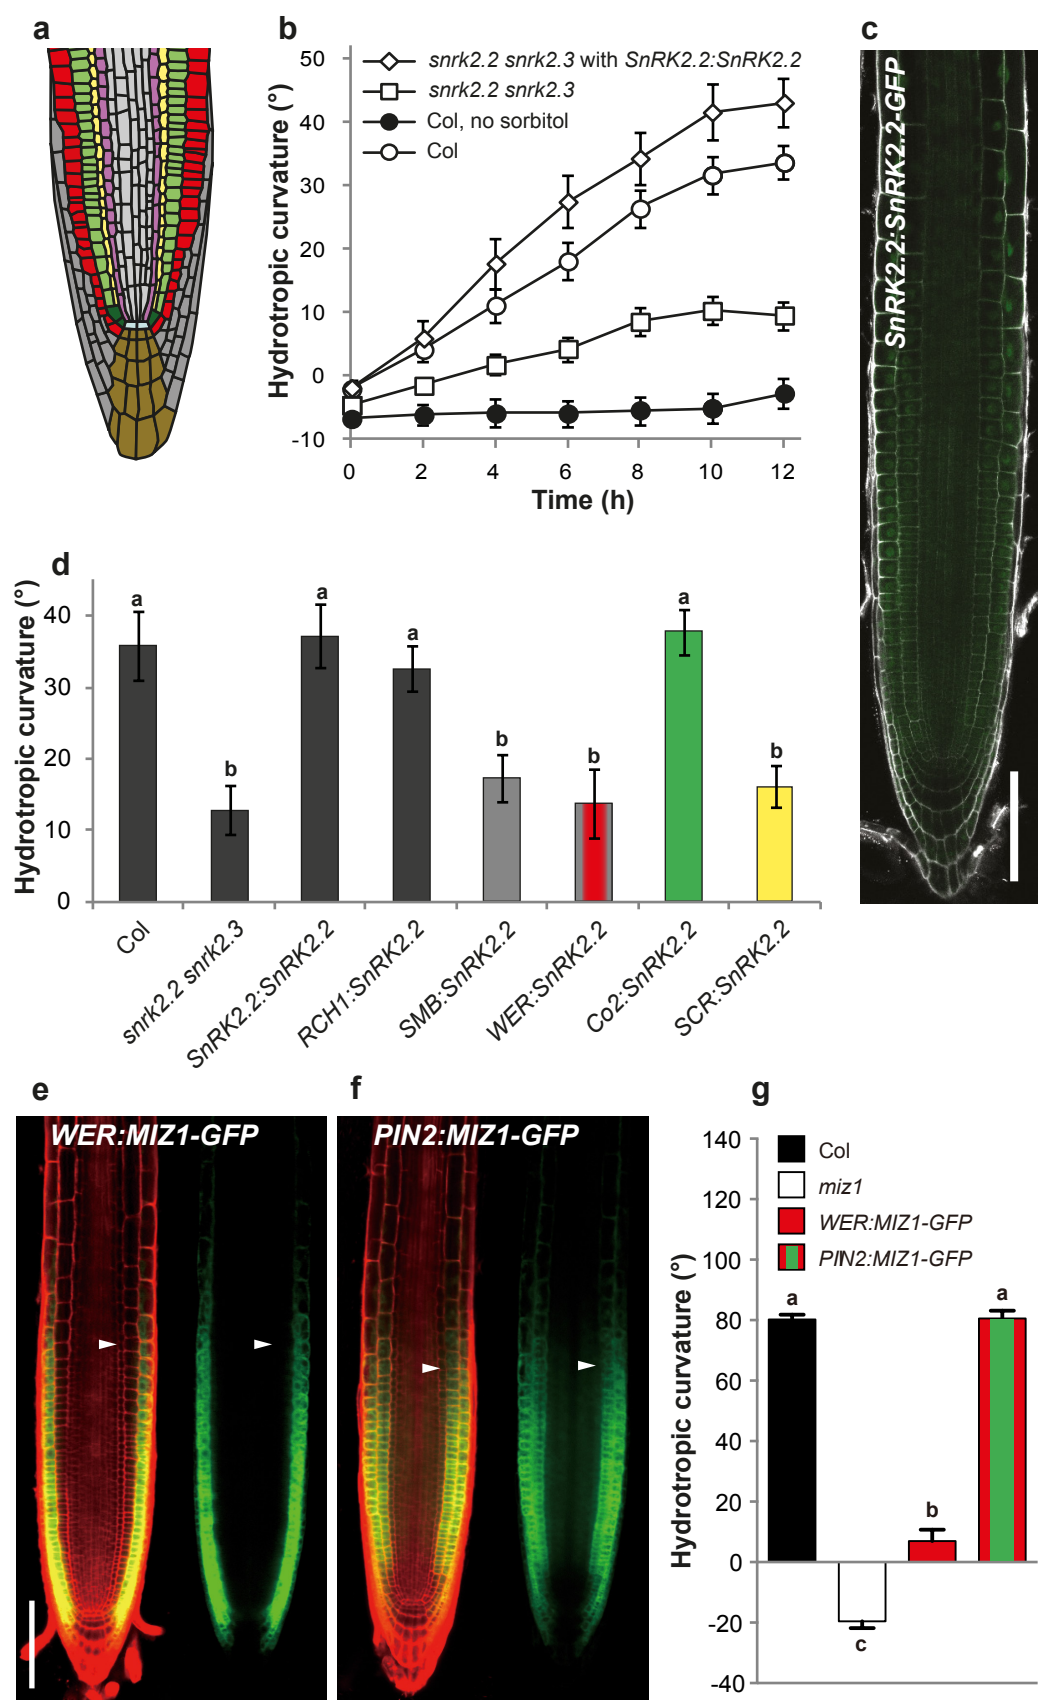 a
b
snrk2.2 snrk2.3 with SnRK2.2:SnRK2.2
snrk2.2 snrk2.3
Col, no sorbitol
Col
Hydrotropic curvature (°)
50
40
30
20
10
0
-10
0 2 4 6 8 10 12
Time (h)
c
SnRK2.2:SnRK2.2-GFP
d
Hydrotropic curvature (°)
40
30
20
10
0
a b a a b b a b
Col
snrk2.2 snrk2.3
SnRK2.2:SnRK2.2
RCH1:SnRK2.2
SMB:SnRK2.2
WER:SnRK2.2
Co2:SnRK2.2
SCR:SnRK2.2
e
WER:MIZ1-GFP
f
PIN2:MIZ1-GFP
g
Col
miz1
WER:MIZ1-GFP
PIN2:MIZ1-GFP
Hydrotropic curvature (°)
140
120
100
80
60
40
20
0
-20
-40
a
c
b
a